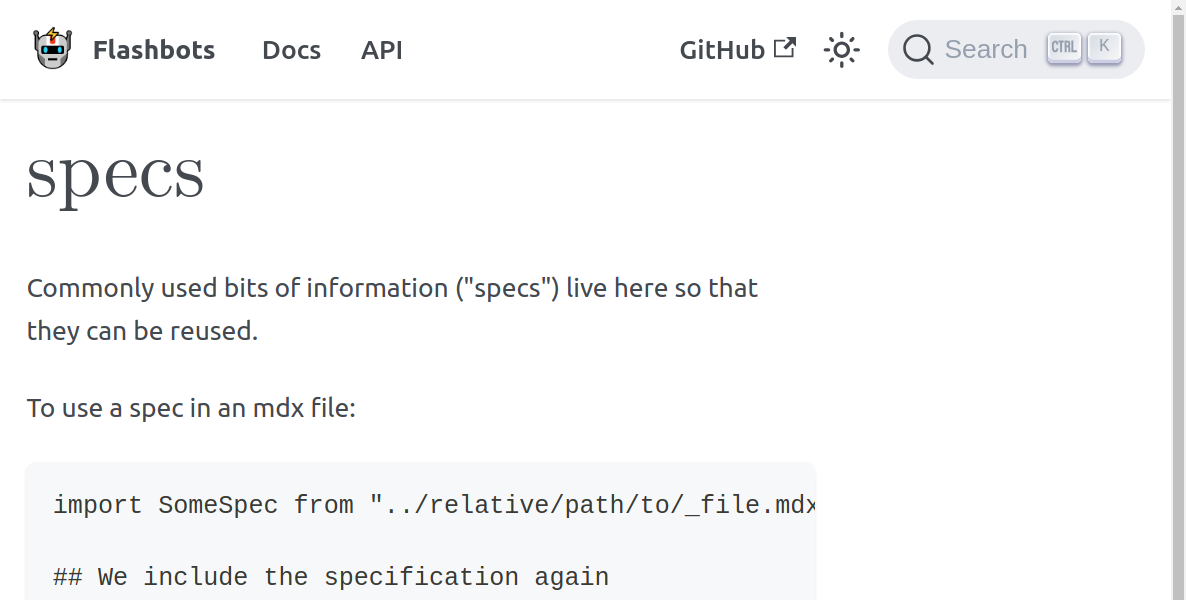 Flashbots Docs API GitHub Search CTRL K
specs
Commonly used bits of information ("specs") live here so that
they can be reused.
To use a spec in an mdx file:
import SomeSpec from "../relative/path/to/_file.mdx
## We include the specification again